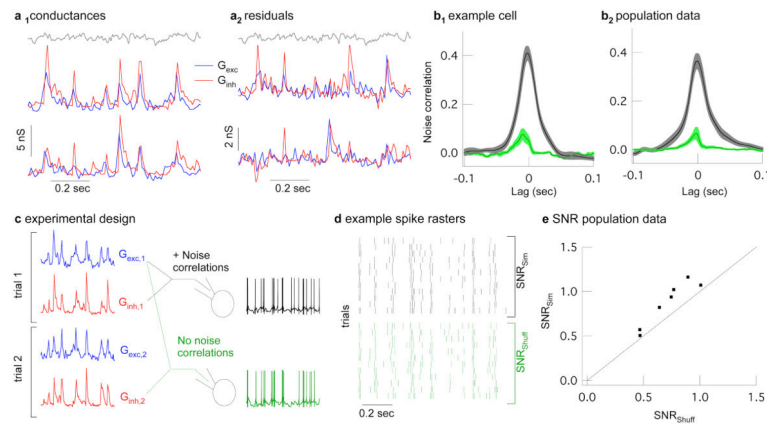 a 1 conductances
a 2 residuals
b 1 example cell
b 2 population data
G exc
G inh
5 nS
2 nS
0.2 sec
0.2 sec
Noise correlation
0.4
0.2
0.0
-0.1
0
0.1
Lag (sec)
0.4
0.2
0.0
-0.1
0
0.1
Lag (sec)
c experimental design
trial 1
G exc,1
G inh,1
+ Noise
correlations
trial 2
G exc,2
G inh,2
No noise
correlations
d example spike rasters
trials
SNR Sim
SNR Shuff
0.2 sec
e SNR population data
SNR Sim
1.5
1.0
0.5
0.0
0.0
0.5
1.0
1.5
SNR Shuff